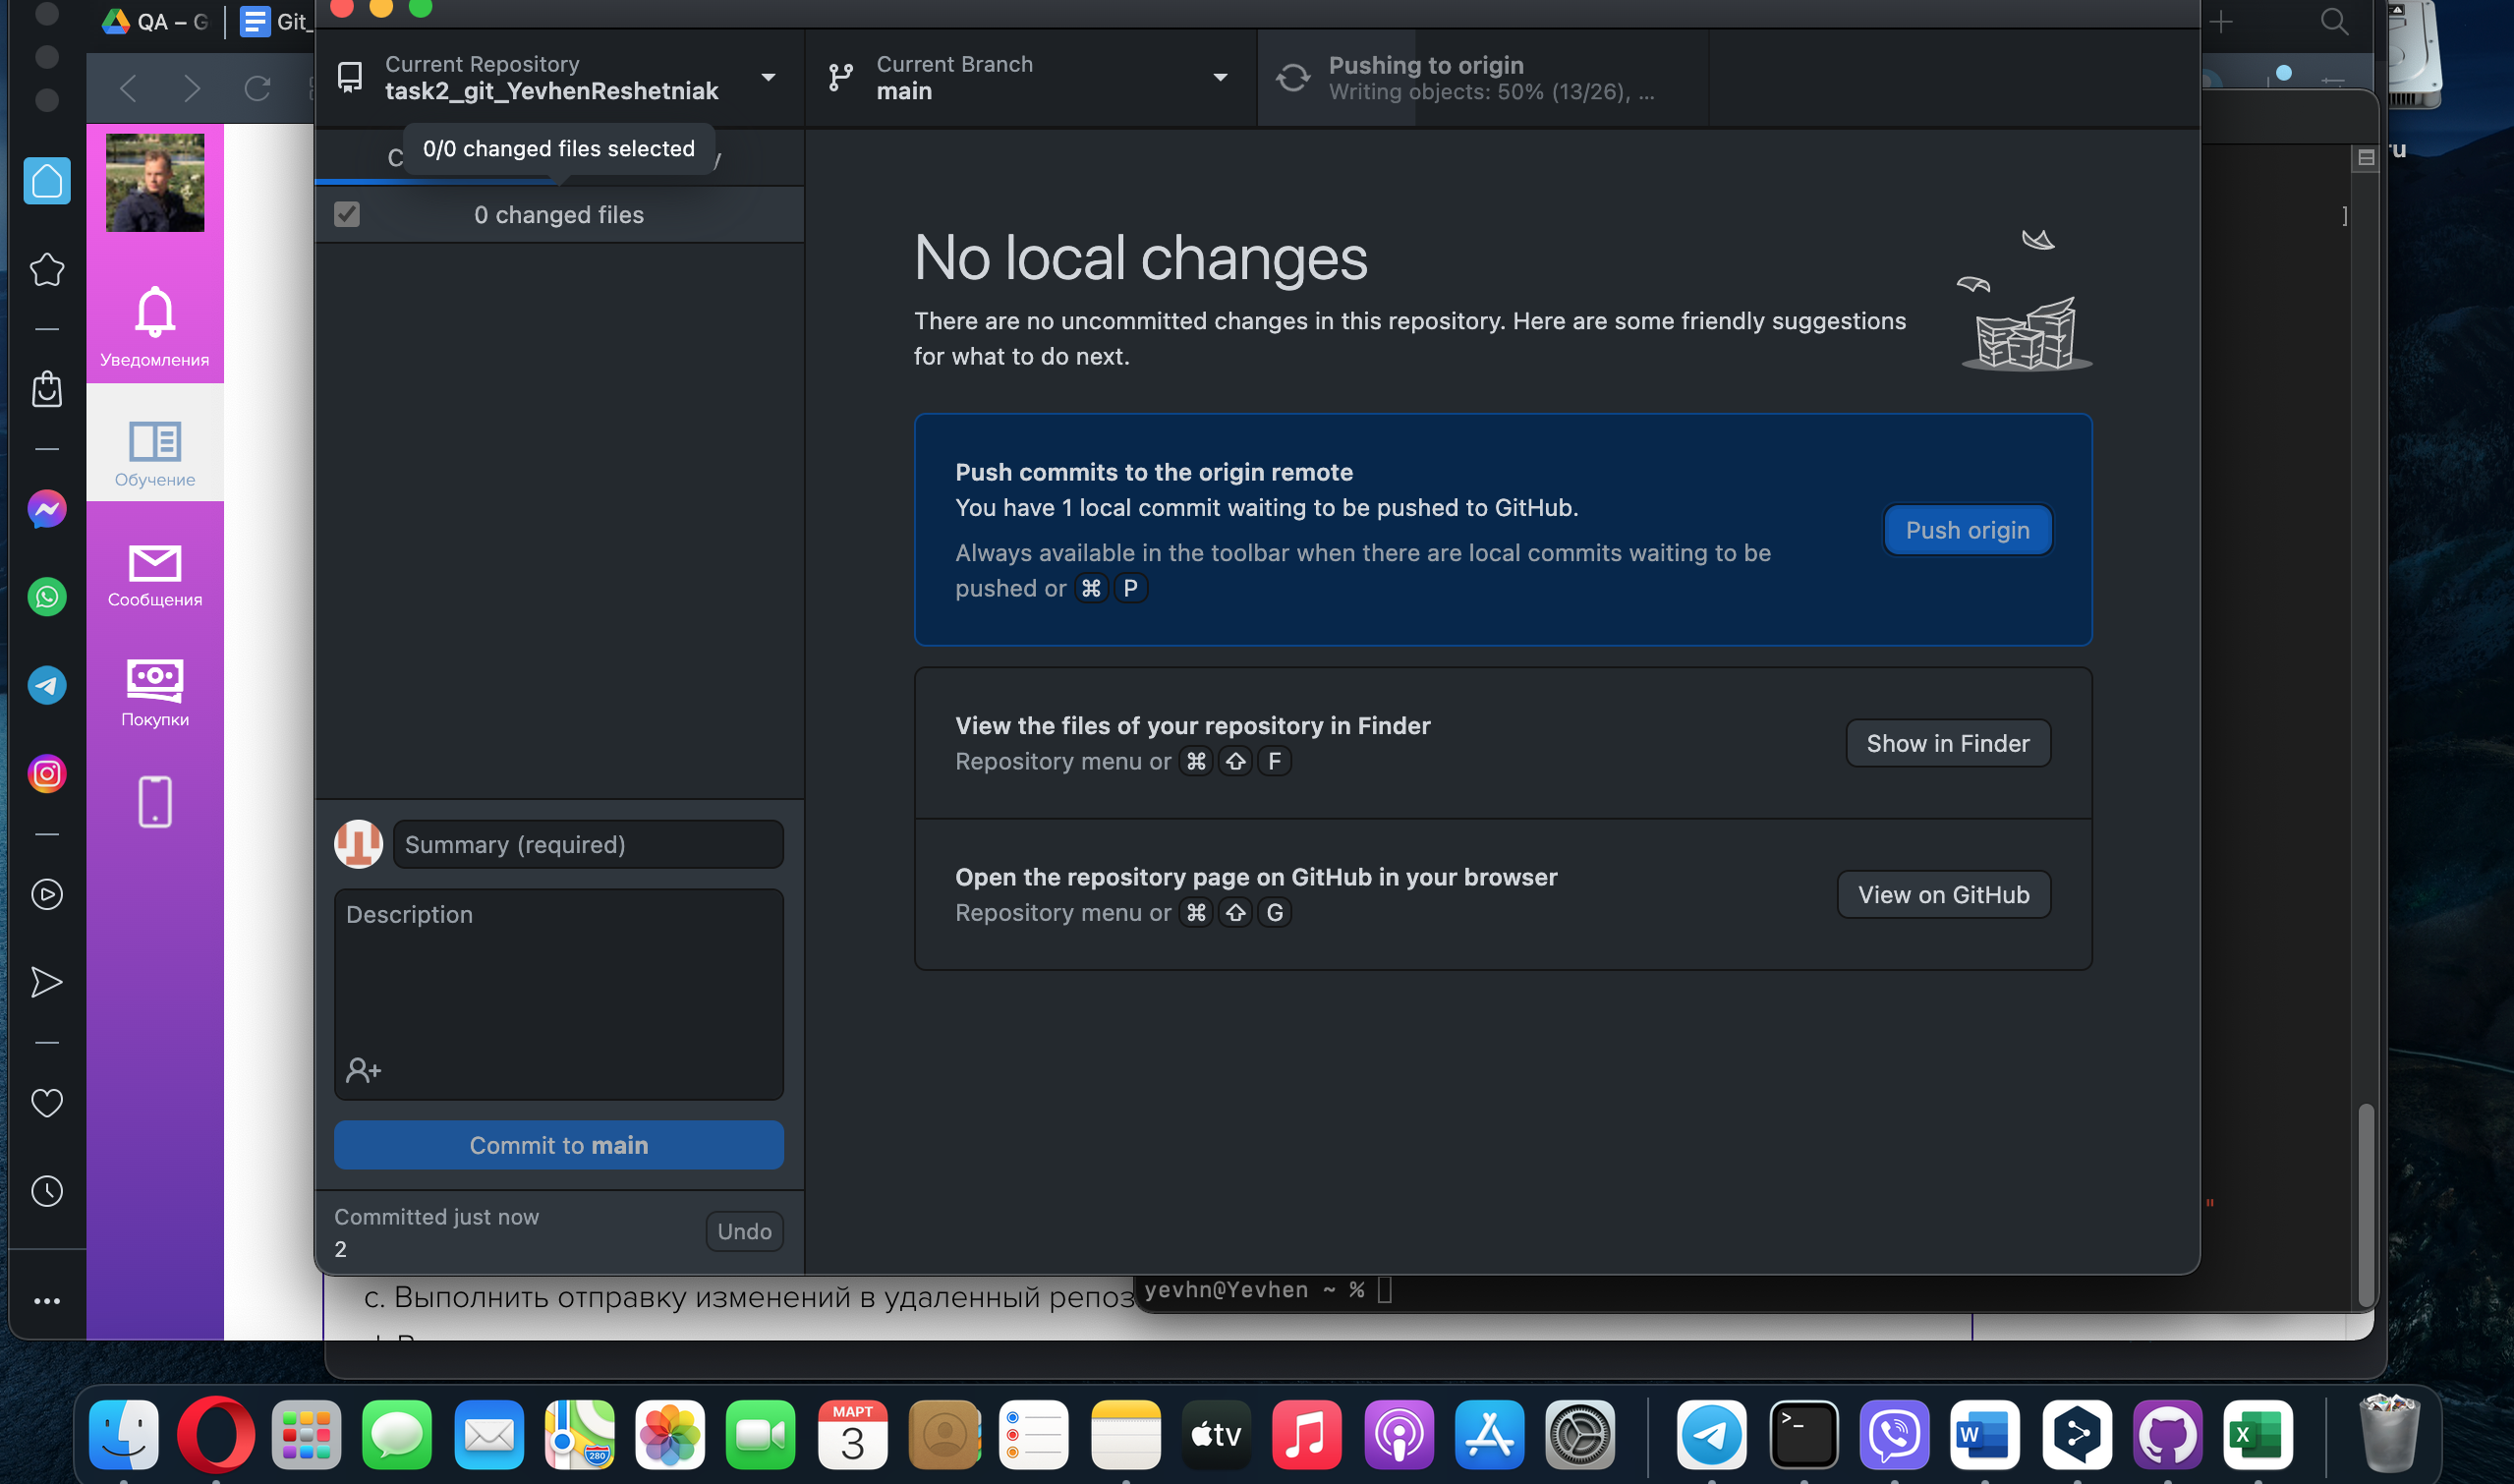 QA – G
Git_
Current Repository
task2_git_YevhenReshetniak
Current Branch
main
Pushing to origin
Writing objects: 50% (13/26), ...
0/0 changed files selected
0 changed files
Уведомления
Обучение
Сообщения
Покупки
No local changes
There are no uncommitted changes in this repository. Here are some friendly suggestions
for what to do next.
Push commits to the origin remote
You have 1 local commit waiting to be pushed to GitHub.
Always available in the toolbar when there are local commits waiting to be
pushed or ⌘ P
Push origin
View the files of your repository in Finder
Repository menu or ⌘ ⇧ F
Show in Finder
Open the repository page on GitHub in your browser
Repository menu or ⌘ ⇧ G
View on GitHub
Summary (required)
Description
Commit to main
Committed just now
2
Undo
ru
]
"
c. Выполнить отправку изменений в удаленный репоз
yevhn@Yevhen ~ %
МАРТ
3
280
tv
>_
W
X